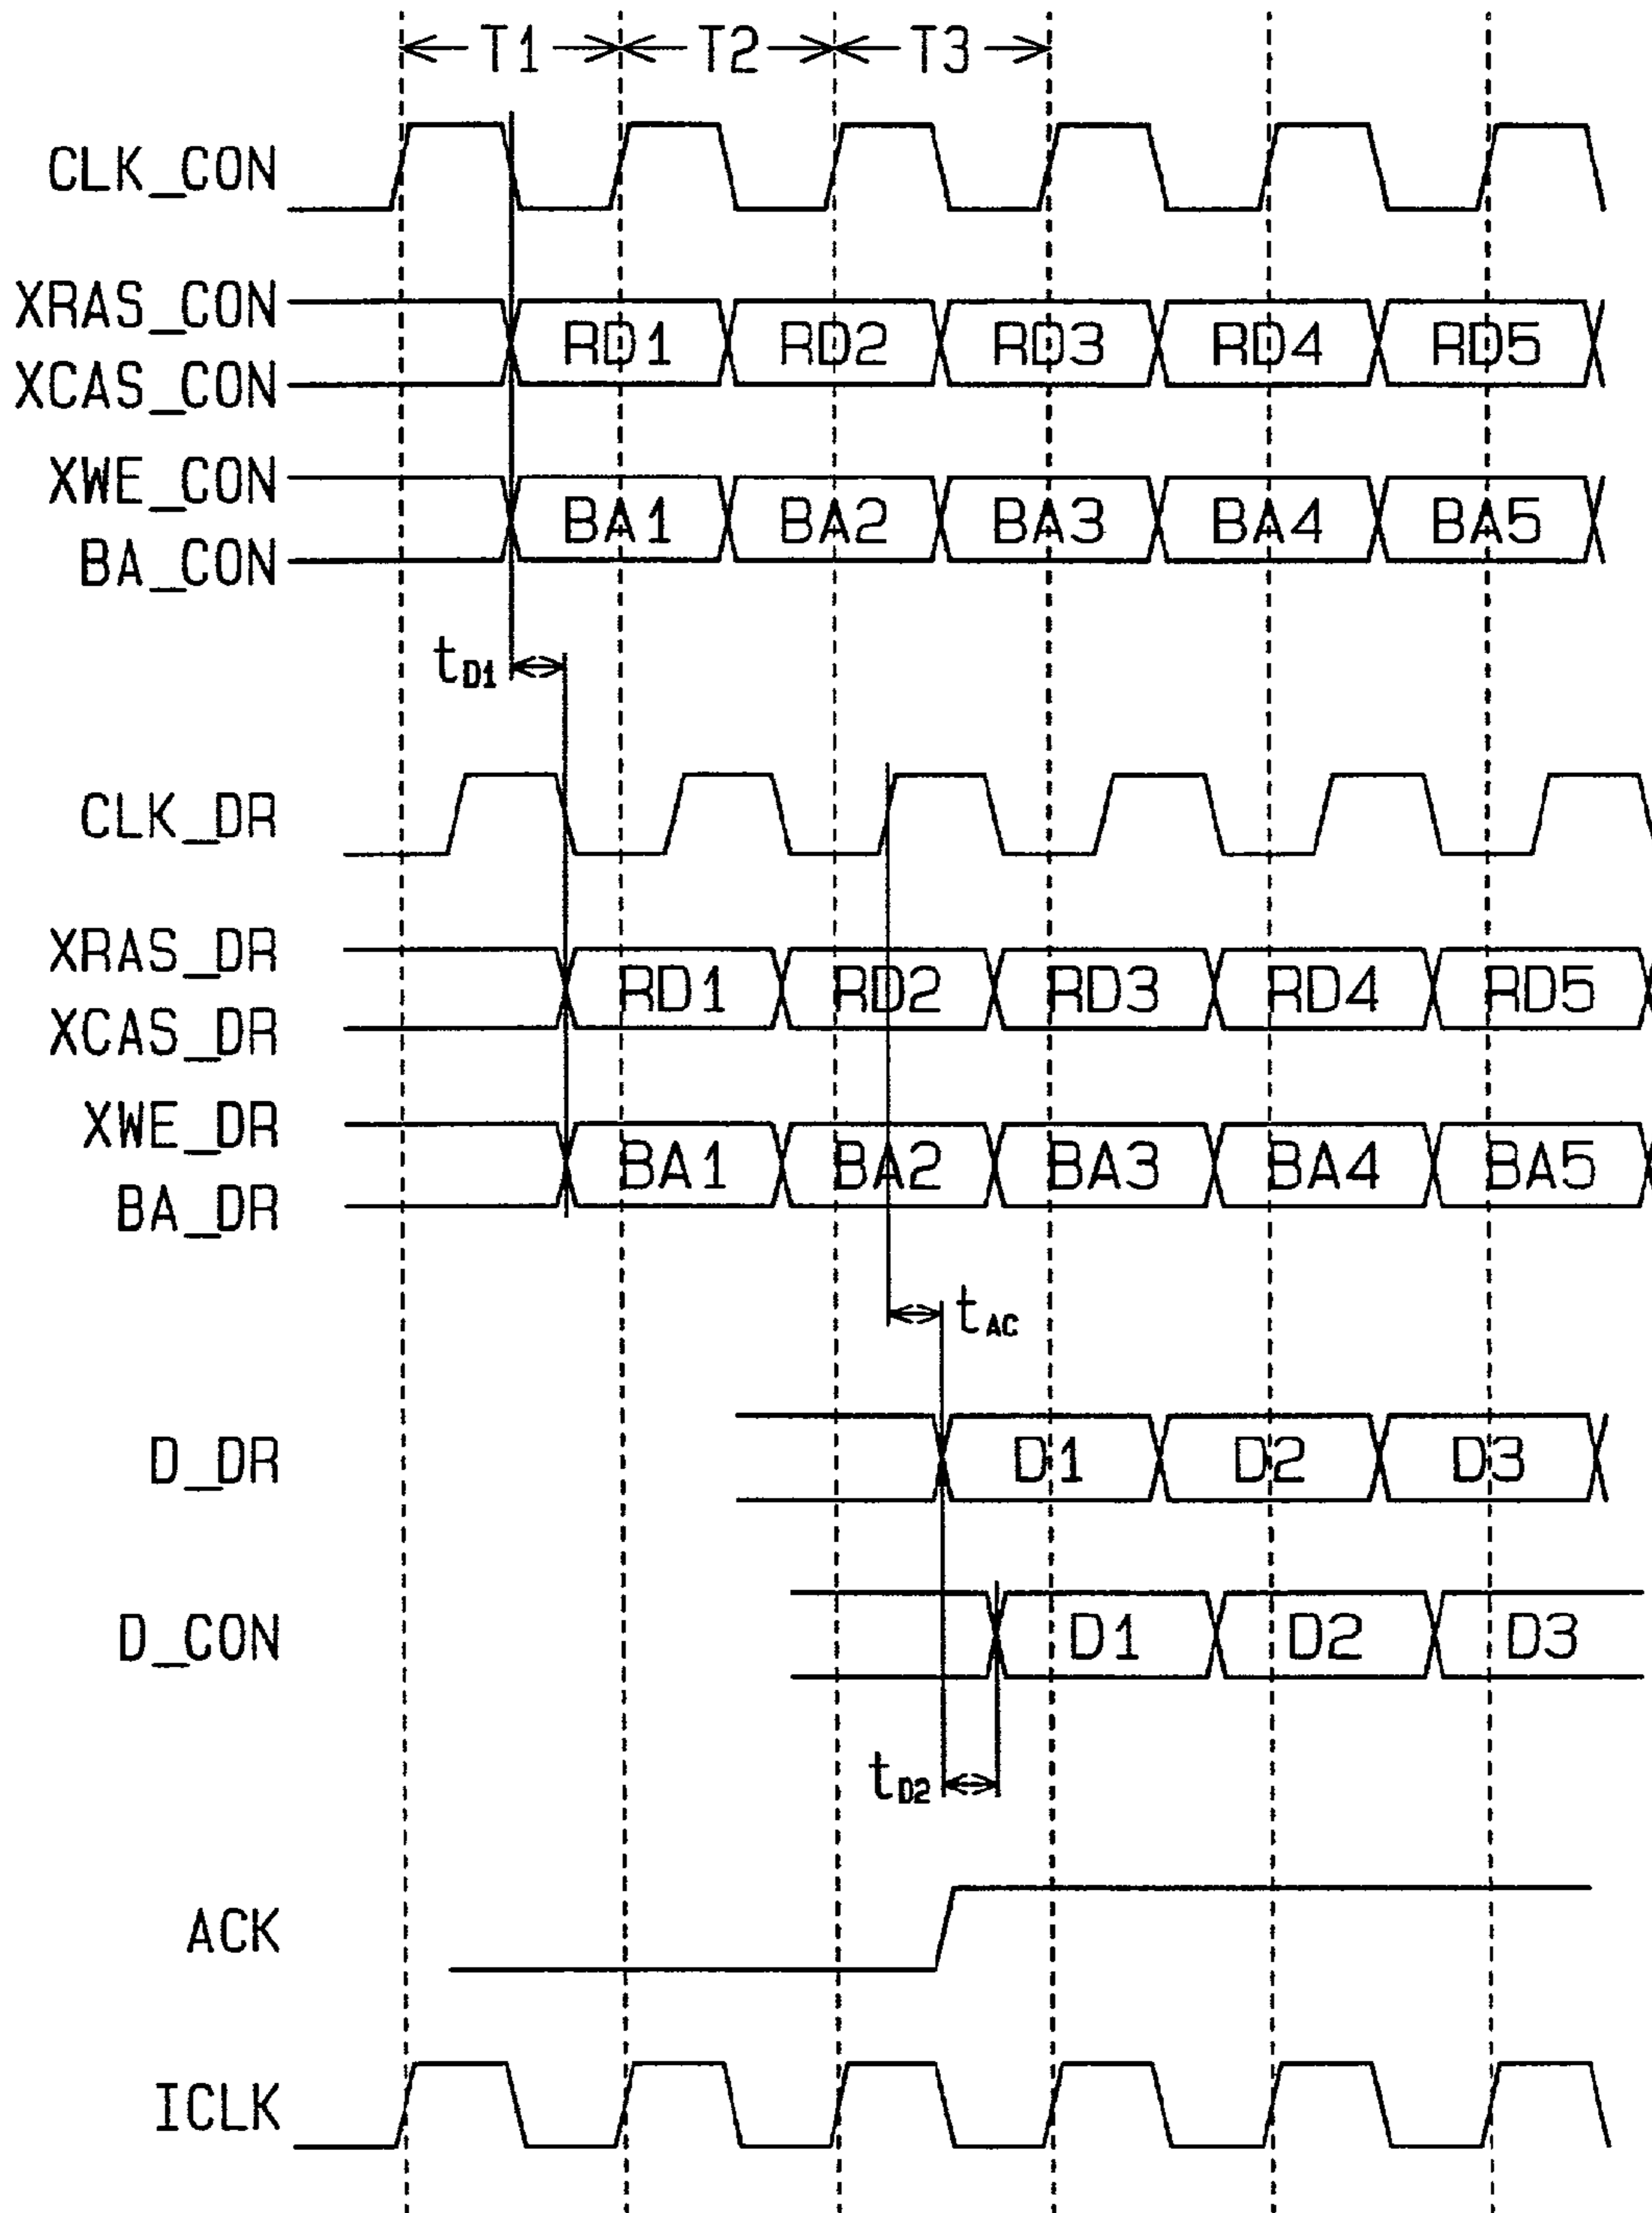 T1 T2 T3
CLK_CON
XRAS_CON
RD1 RD2 RD3 RD4 RD5
XCAS_CON
XWE_CON
BA1 BA2 BA3 BA4 BA5
BA_CON
tD1
CLK_DR
XRAS_DR
RD1 RD2 RD3 RD4 RD5
XCAS_DR
XWE_DR
BA1 BA2 BA3 BA4 BA5
BA_DR
tAC
D_DR D1 D2 D3
D_CON D1 D2 D3
tD2
ACK
ICLK